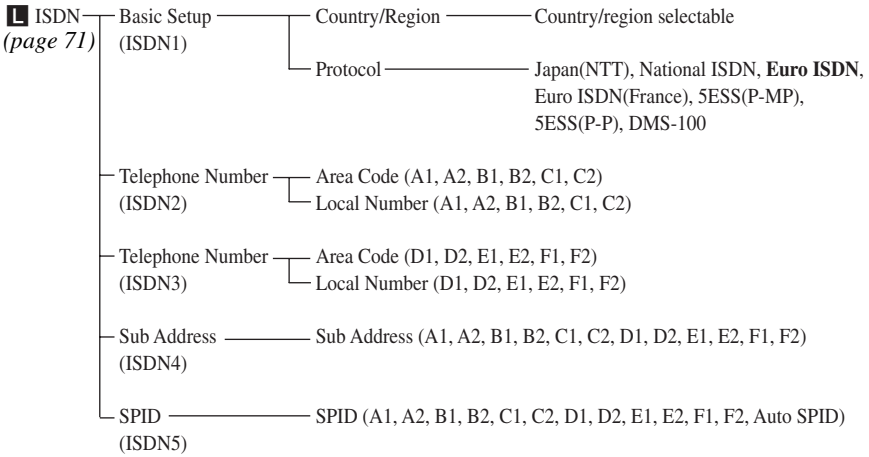 L ISDN Basic Setup Country/Region Country/region selectable
(page 71) (ISDN1)
Protocol Japan(NTT), National ISDN, Euro ISDN,
Euro ISDN(France), 5ESS(P-MP),
5ESS(P-P), DMS-100
Telephone Number Area Code (A1, A2, B1, B2, C1, C2)
(ISDN2) Local Number (A1, A2, B1, B2, C1, C2)
Telephone Number Area Code (D1, D2, E1, E2, F1, F2)
(ISDN3) Local Number (D1, D2, E1, E2, F1, F2)
Sub Address Sub Address (A1, A2, B1, B2, C1, C2, D1, D2, E1, E2, F1, F2)
(ISDN4)
SPID SPID (A1, A2, B1, B2, C1, C2, D1, D2, E1, E2, F1, F2, Auto SPID)
(ISDN5)